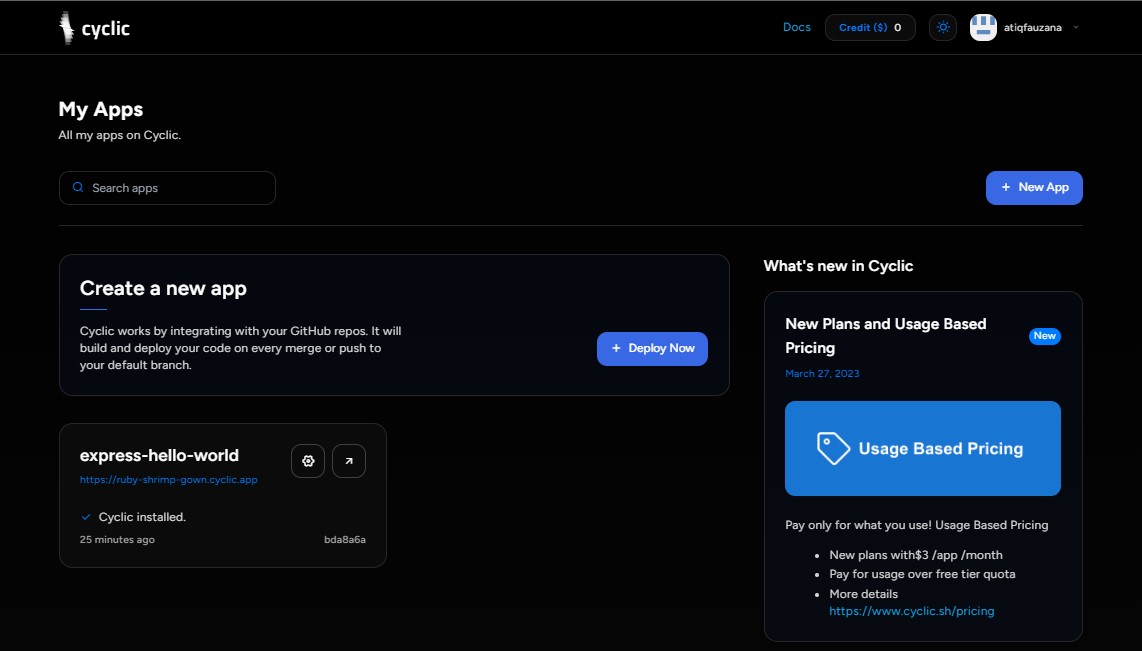 cyclic
Docs
Credit ($) 0
atiqfauzana
My Apps
All my apps on Cyclic.
Search apps
+ New App
Create a new app
Cyclic works by integrating with your GitHub repos. It will
build and deploy your code on every merge or push to
your default branch.
+ Deploy Now
express-hello-world
https://ruby-shrimp-gown.cyclic.app
Cyclic installed.
25 minutes ago
bda8a6a
What's new in Cyclic
New Plans and Usage Based
Pricing
New
March 27, 2023
Usage Based Pricing
Pay only for what you use! Usage Based Pricing
• New plans with$3 /app /month
• Pay for usage over free tier quota
• More details
https://www.cyclic.sh/pricing